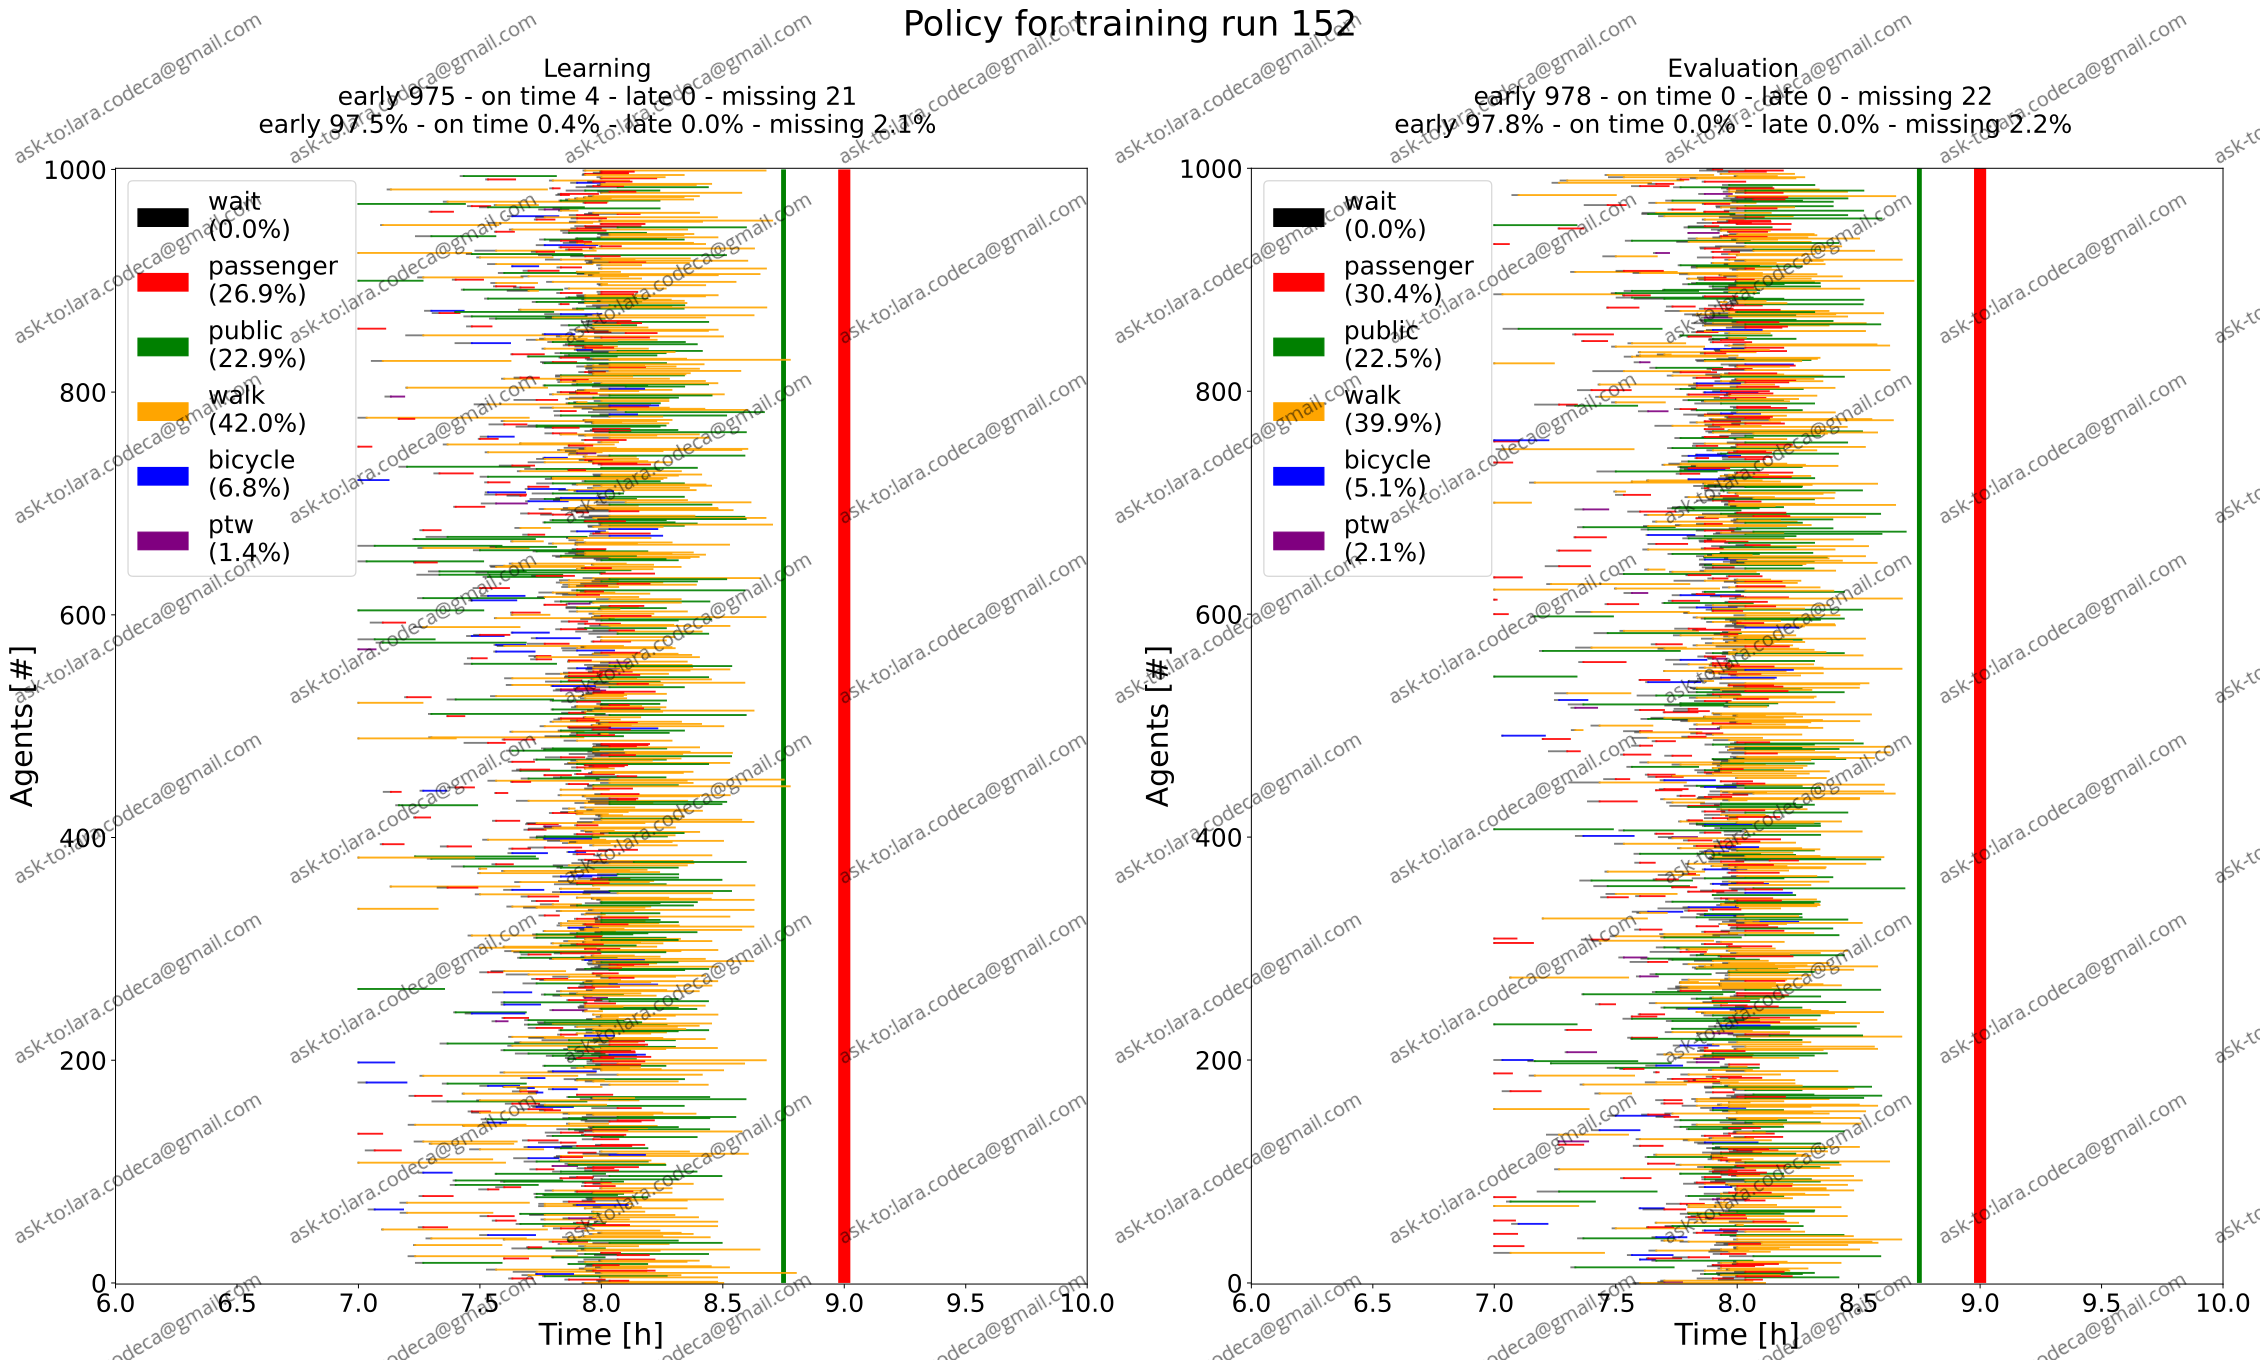 Policy for training run 152
Learning
early 975 - on time 4 - late 0 - missing 21
early 97.5% - on time 0.4% - late 0.0% - missing 2.1%
1000
800
600
400
200
0
Agents [#]
wait
(0.0%)
passenger
(26.9%)
public
(22.9%)
walk
(42.0%)
bicycle
(6.8%)
ptw
(1.4%)
6.0 6.5 7.0 7.5 8.0 8.5 9.0 9.5 10.0
Time [h]
Evaluation
early 978 - on time 0 - late 0 - missing 22
early 97.8% - on time 0.0% - late 0.0% - missing 2.2%
1000
800
600
400
200
0
Agents [#]
wait
(0.0%)
passenger
(30.4%)
public
(22.5%)
walk
(39.9%)
bicycle
(5.1%)
ptw
(2.1%)
6.0 6.5 7.0 7.5 8.0 8.5 9.0 9.5 10.0
Time [h]
ask-to:lara.codeca@gmail.com